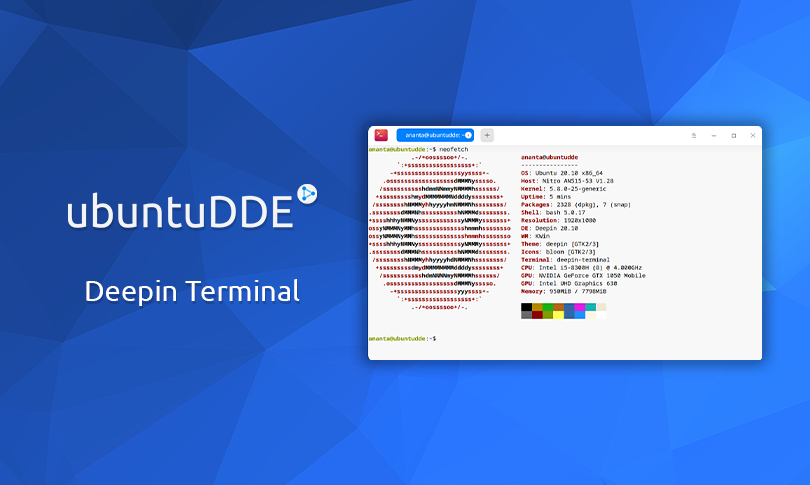 ubuntuDDE
Deepin Terminal
ananta@ubuntudde: ~
ananta@ubuntudde:~$ neofetch
ananta@ubuntudde
----------------
OS: Ubuntu 20.10 x86_64
Host: Nitro AN515-53 V1.28
Kernel: 5.8.0-25-generic
Uptime: 5 mins
Packages: 2328 (dpkg), 7 (snap)
Shell: bash 5.0.17
Resolution: 1920x1080
DE: Deepin 20.10
WM: KWin
Theme: deepin [GTK2/3]
Icons: bloom [GTK2/3]
Terminal: deepin-terminal
CPU: Intel i5-8300H (8) @ 4.000GHz
GPU: NVIDIA GeForce GTX 1050 Mobile
GPU: Intel UHD Graphics 630
Memory: 950MiB / 7798MiB
ananta@ubuntudde:~$